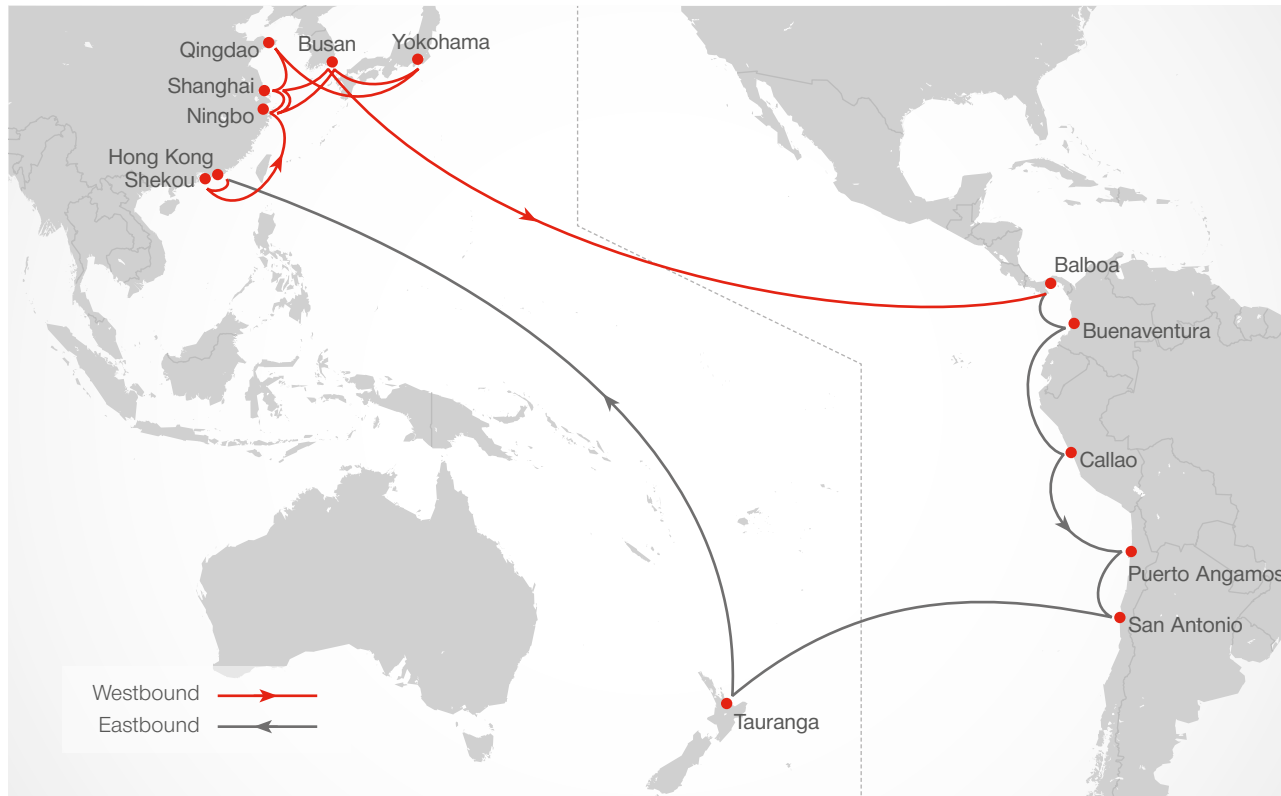 Qingdao
Busan
Yokohama
Shanghai
Ningbo
Hong Kong
Shekou
Balboa
Buenaventura
Callao
Puerto Angamos
San Antonio
Tauranga
Westbound
Eastbound